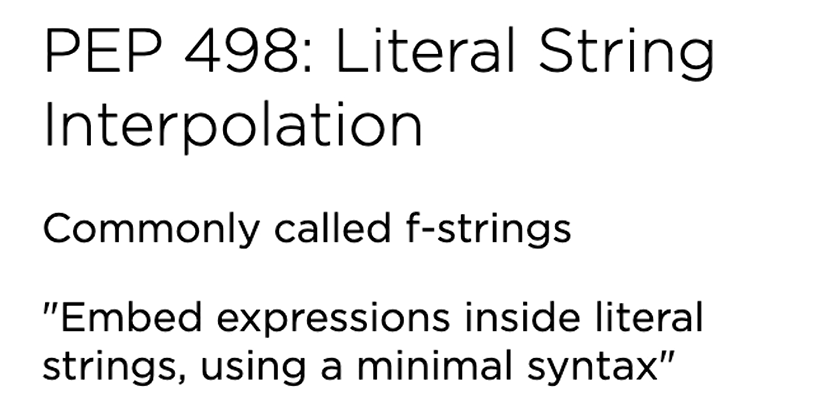 PEP 498: Literal String
Interpolation
Commonly called f-strings
"Embed expressions inside literal
strings, using a minimal syntax"